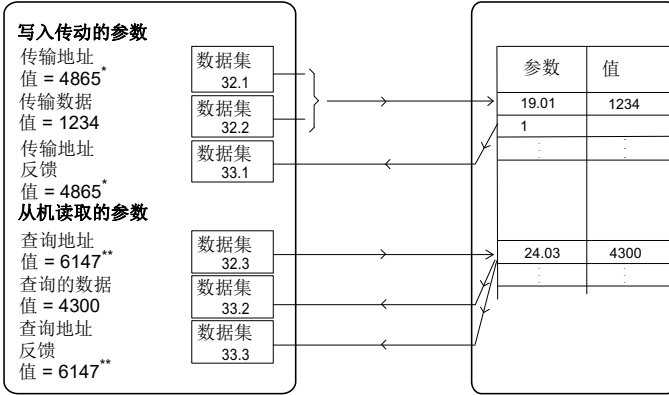 写入传动的参数
传输地址
值 = 4865*
传输数据
值 = 1234
传输地址
反馈
值 = 4865*
从机读取的参数
查询地址
值 = 6147**
查询的数据
值 = 4300
查询地址
反馈
值 = 6147**
数据集
32.1
数据集
32.2
数据集
33.1
数据集
32.3
数据集
33.2
数据集
33.3
参数 值
19.01 1234
1
⋮ ⋮
24.03 4300
⋮ ⋮